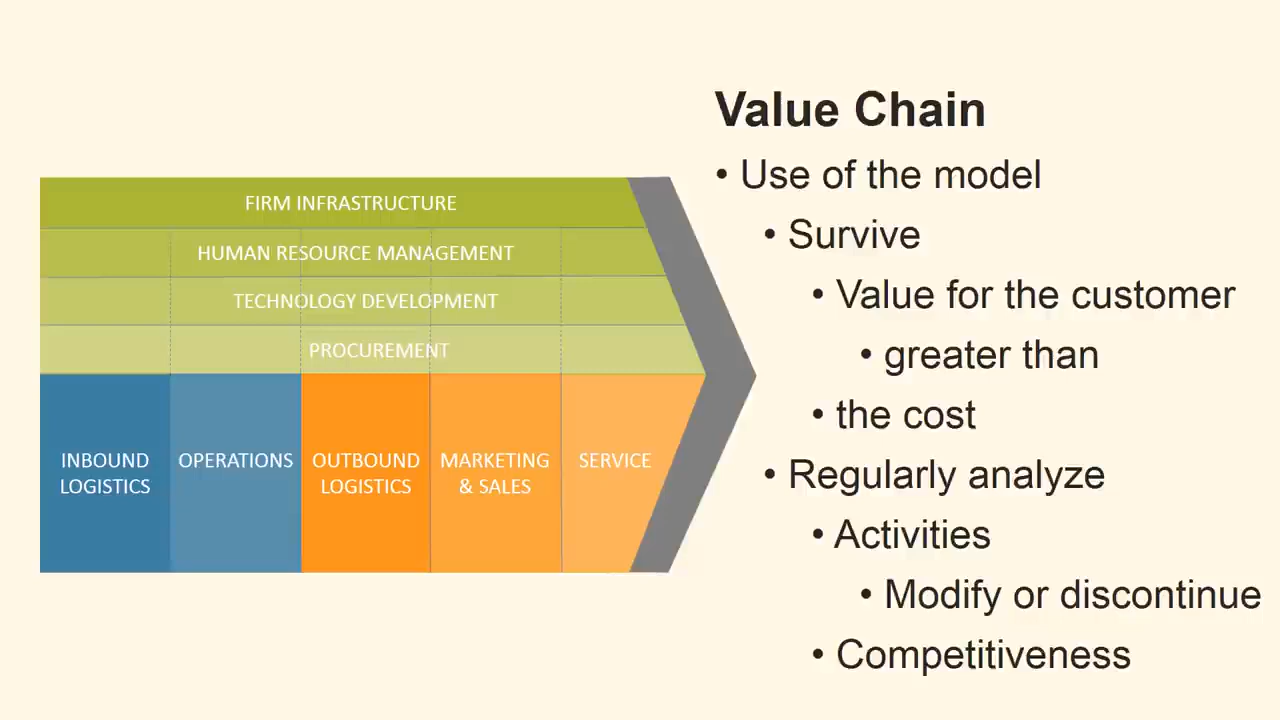 FIRM INFRASTRUCTURE
HUMAN RESOURCE MANAGEMENT
TECHNOLOGY DEVELOPMENT
PROCUREMENT
INBOUND
LOGISTICS
OPERATIONS
OUTBOUND
LOGISTICS
MARKETING
& SALES
SERVICE
Value Chain
• Use of the model
• Survive
• Value for the customer
• greater than
• the cost
• Regularly analyze
• Activities
• Modify or discontinue
• Competitiveness